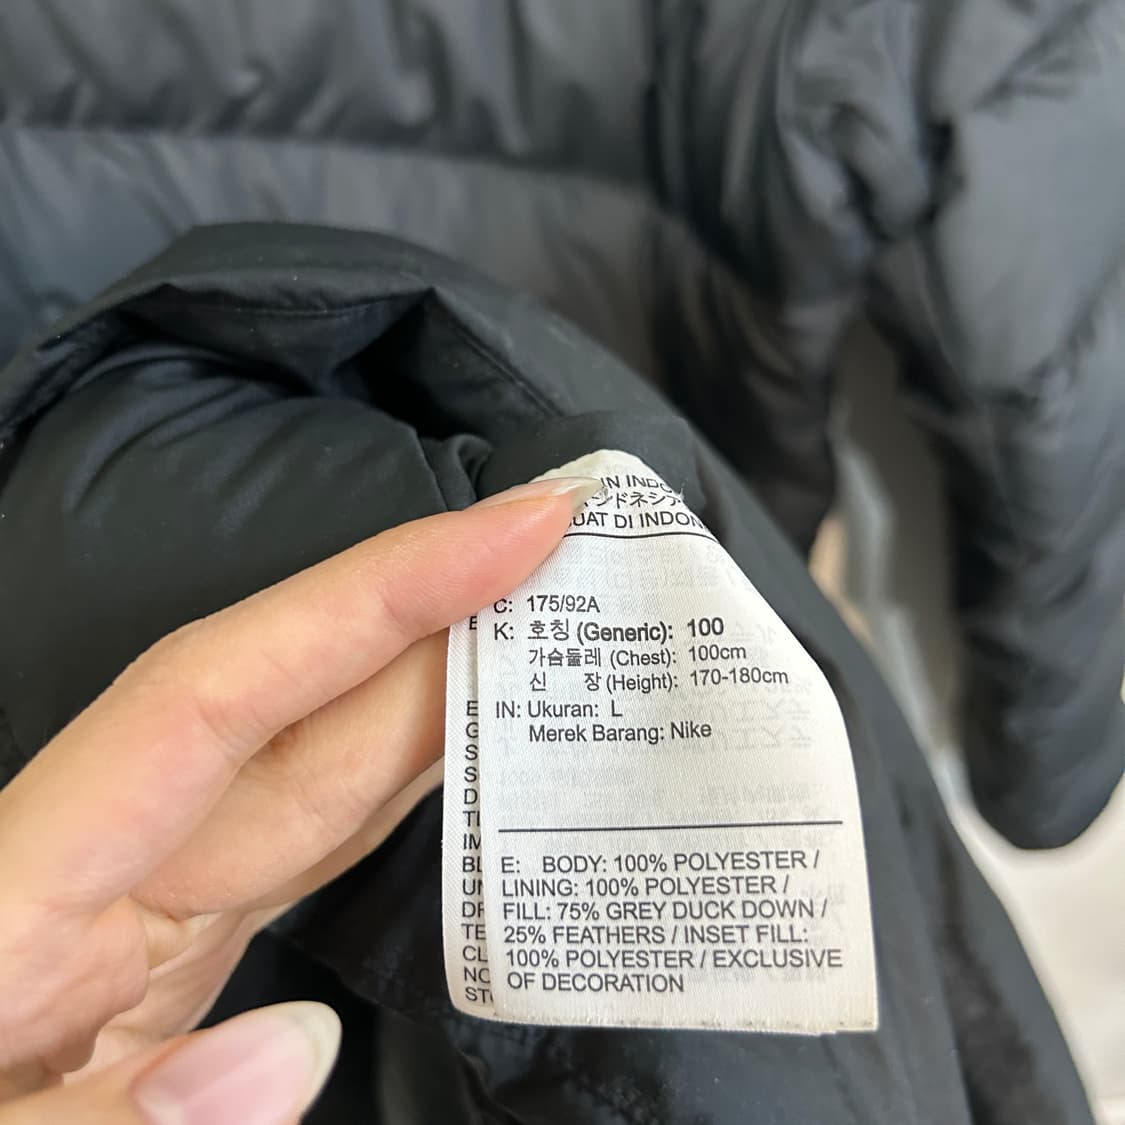 IN INDO
ンドネシア
UAT DI INDON
C: 175/92A
K: 호칭 (Generic): 100
가슴둘레 (Chest): 100cm
신 장 (Height): 170-180cm
IN: Ukuran: L
Merek Barang: Nike
E: BODY: 100% POLYESTER /
LINING: 100% POLYESTER /
FILL: 75% GREY DUCK DOWN /
25% FEATHERS / INSET FILL:
100% POLYESTER / EXCLUSIVE
OF DECORATION